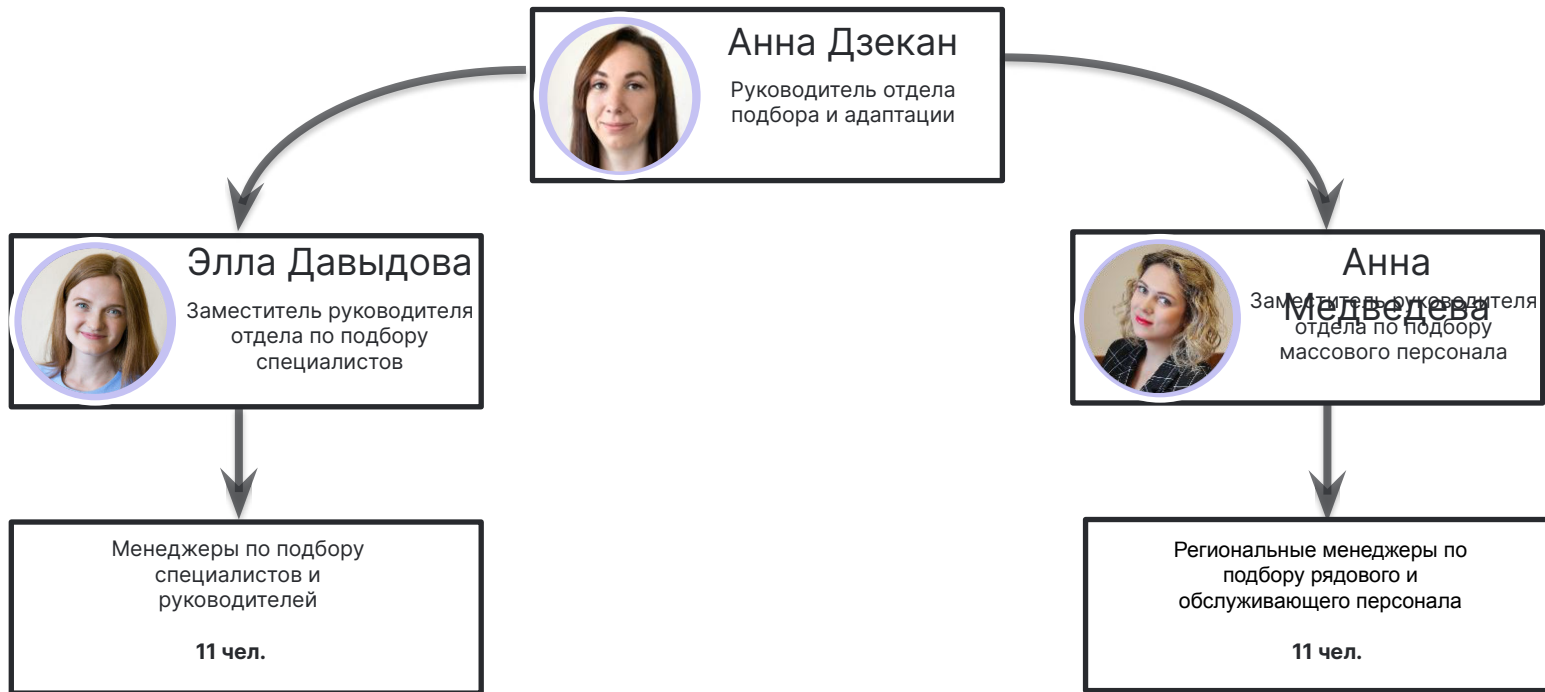 Анна Дзекан
Руководитель отдела
подбора и адаптации
Элла Давыдова
Заместитель руководителя
отдела по подбору
специалистов
Анна
Медведева
Заместитель руководителя
отдела по подбору
массового персонала
Менеджеры по подбору
специалистов и
руководителей
11 чел.
Региональные менеджеры по
подбору рядового и
обслуживающего персонала
11 чел.